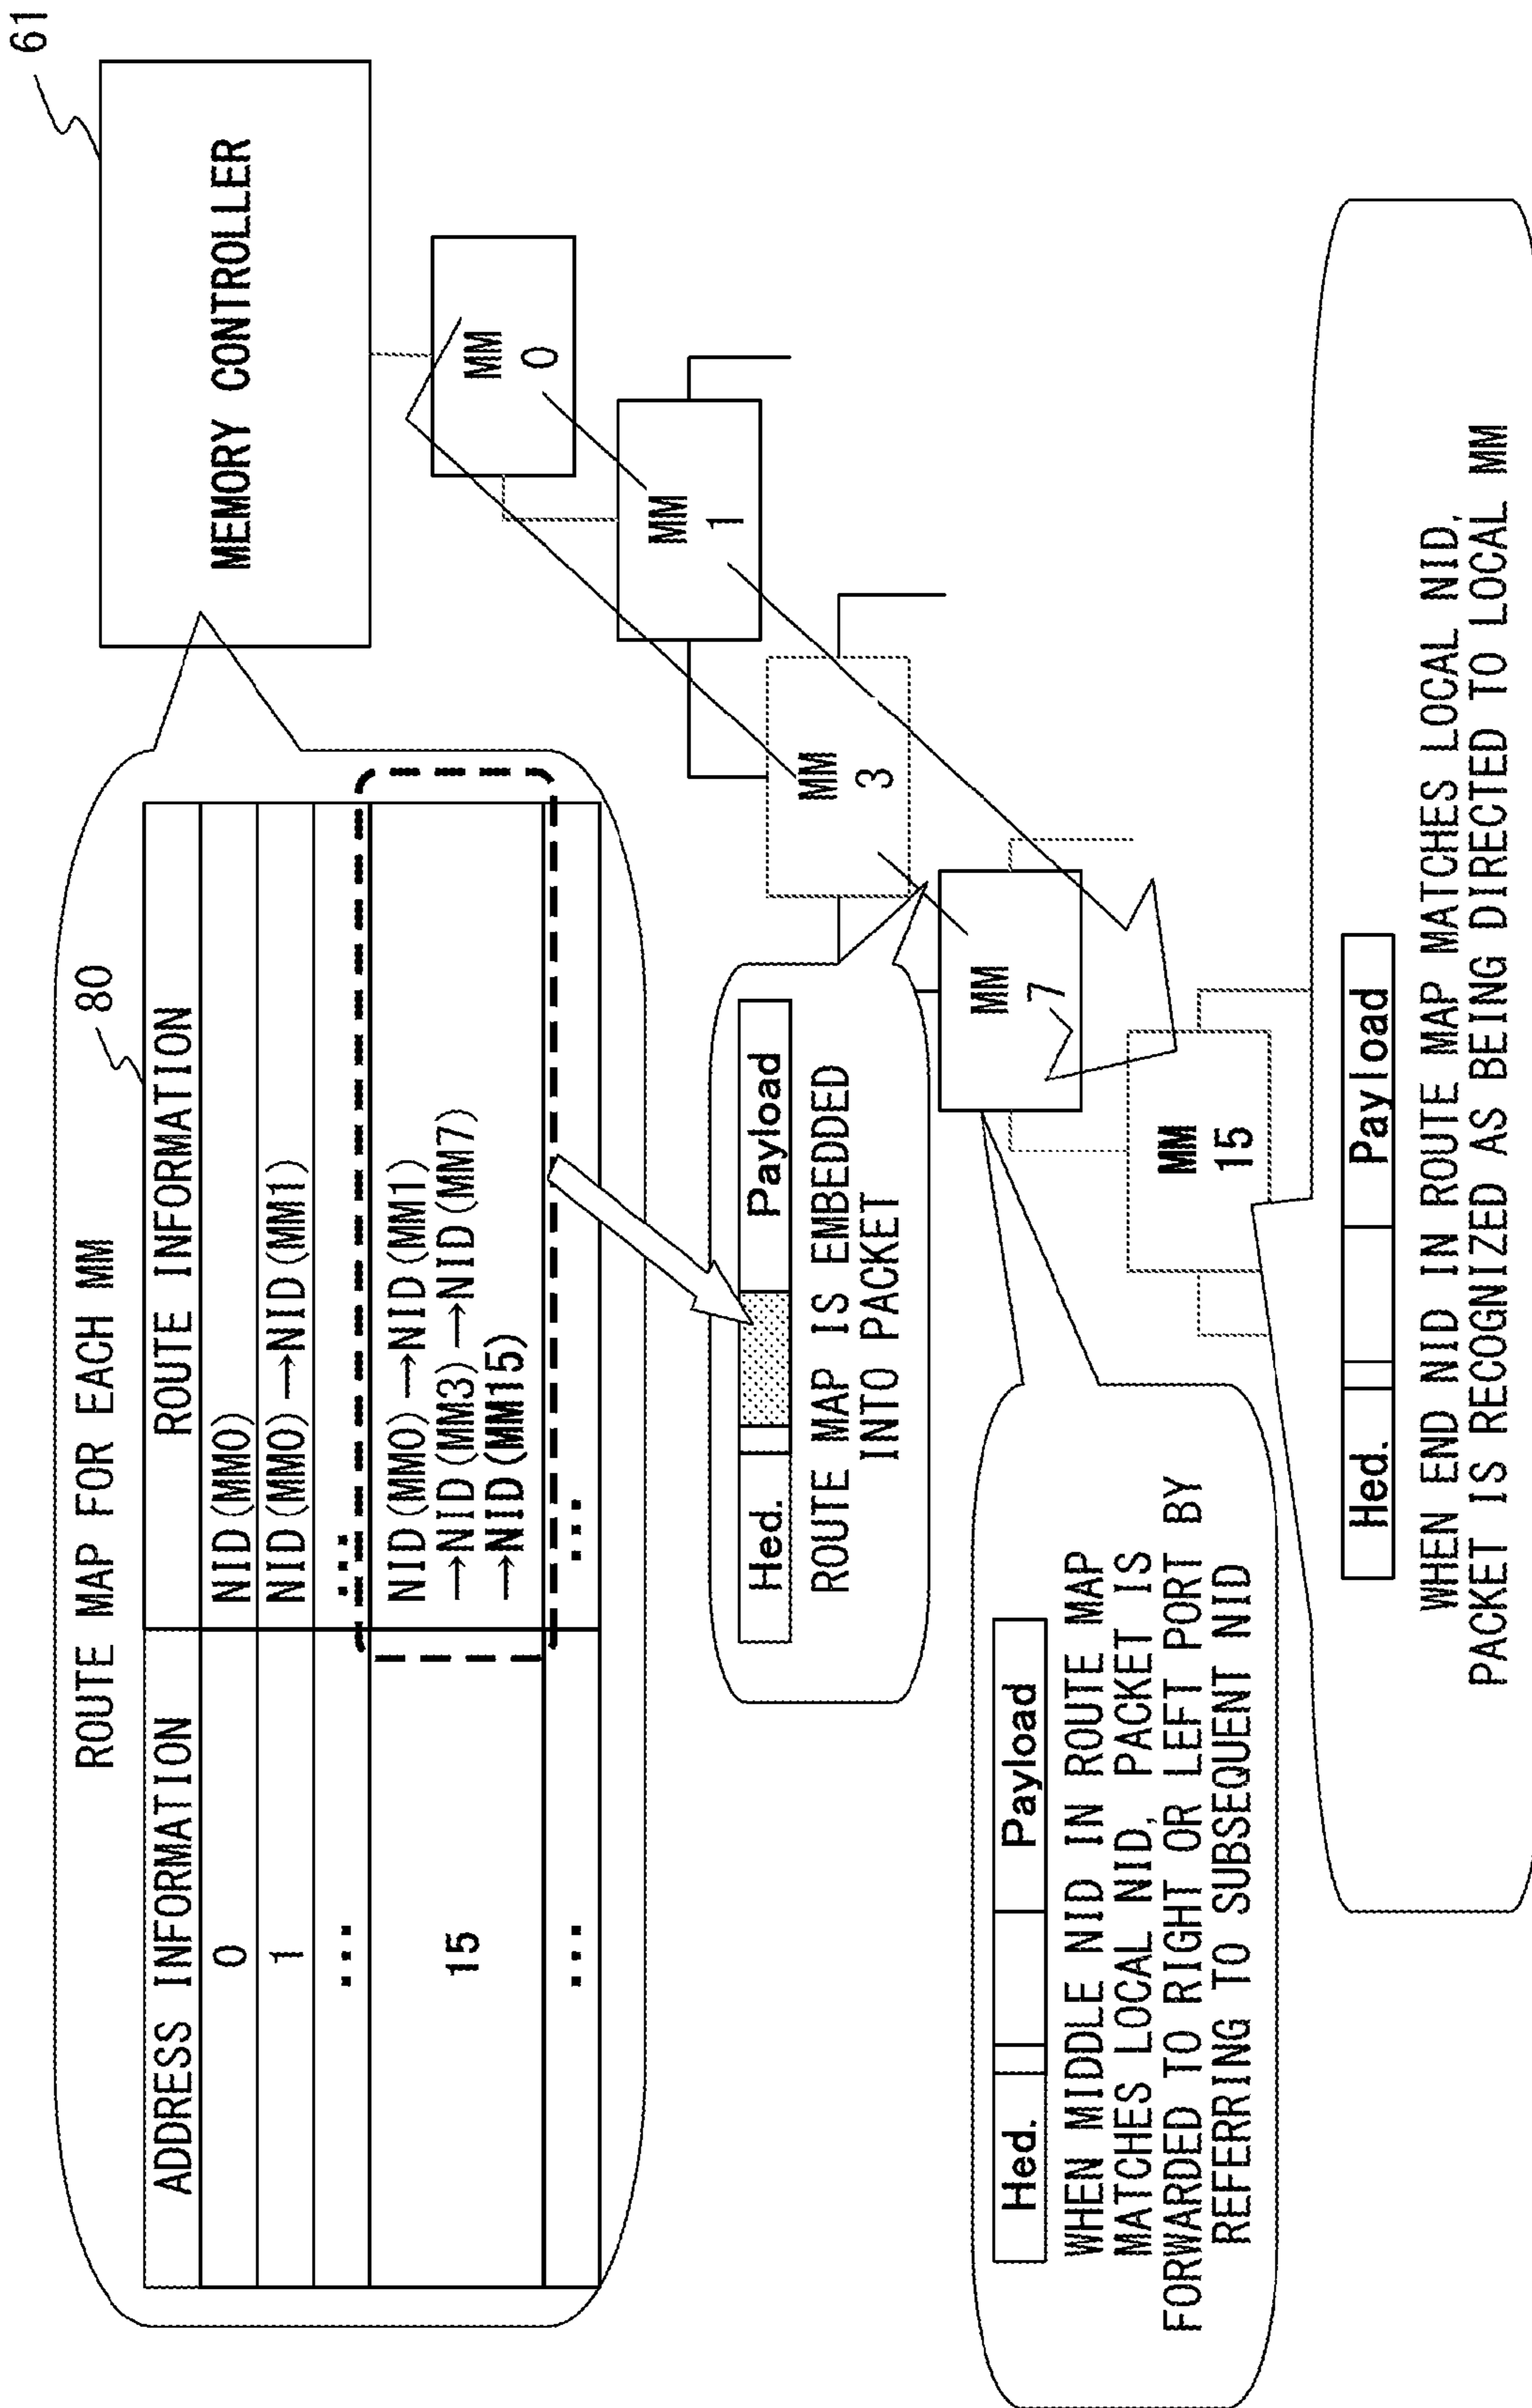 61
MEMORY CONTROLLER
ROUTE MAP FOR EACH MM
80
ADDRESS INFORMATION ROUTE INFORMATION
0 NID(MM0)
1 NID(MM0)→NID(MM1)
... ...
15 NID(MM0)→NID(MM1)
→NID(MM3)→NID(MM7)
→NID(MM15)
... ...
MM
0
MM
1
MM
3
MM
7
MM
15
Hed. Payload
ROUTE MAP IS EMBEDDED
INTO PACKET
Hed. Payload
WHEN MIDDLE NID IN ROUTE MAP
MATCHES LOCAL NID, PACKET IS
FORWARDED TO RIGHT OR LEFT PORT BY
REFERRING TO SUBSEQUENT NID
Hed. Payload
WHEN END NID IN ROUTE MAP MATCHES LOCAL NID,
PACKET IS RECOGNIZED AS BEING DIRECTED TO LOCAL MM